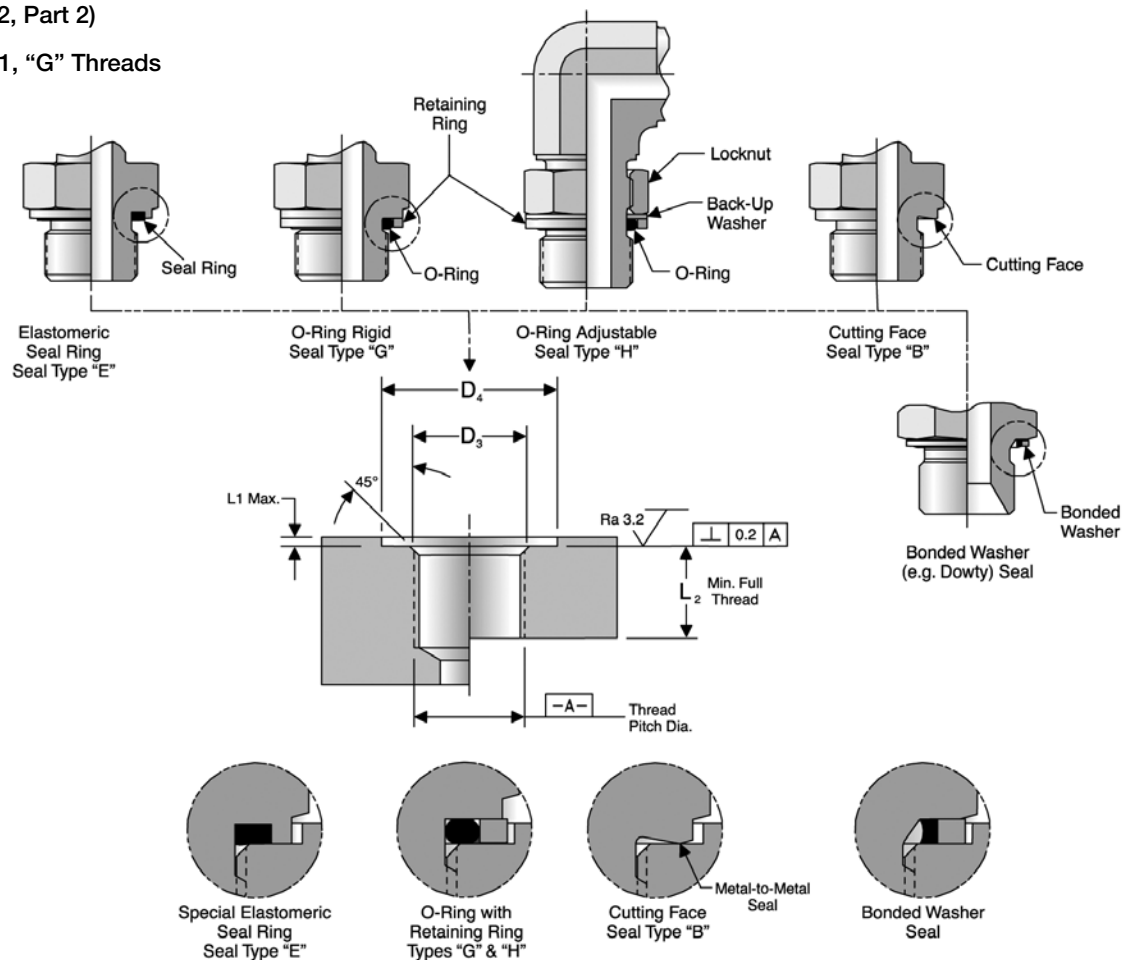 2, Part 2)
1, “G” Threads
Retaining
Ring
Locknut
Back-Up
Washer
Seal Ring
O-Ring
O-Ring
Cutting Face
Elastomeric
Seal Ring
Seal Type “E”
O-Ring Rigid
Seal Type “G”
O-Ring Adjustable
Seal Type “H”
Cutting Face
Seal Type “B”
Bonded
Washer
Bonded Washer
(e.g. Dowty) Seal
D4
D3
45°
L1 Max.
Ra 3.2
⊥ 0.2 A
L2
Min. Full
Thread
-A-
Thread
Pitch Dia.
Special Elastomeric
Seal Ring
Seal Type “E”
O-Ring with
Retaining Ring
Types “G” & “H”
Cutting Face
Seal Type “B”
Metal-to-Metal
Seal
Bonded Washer
Seal